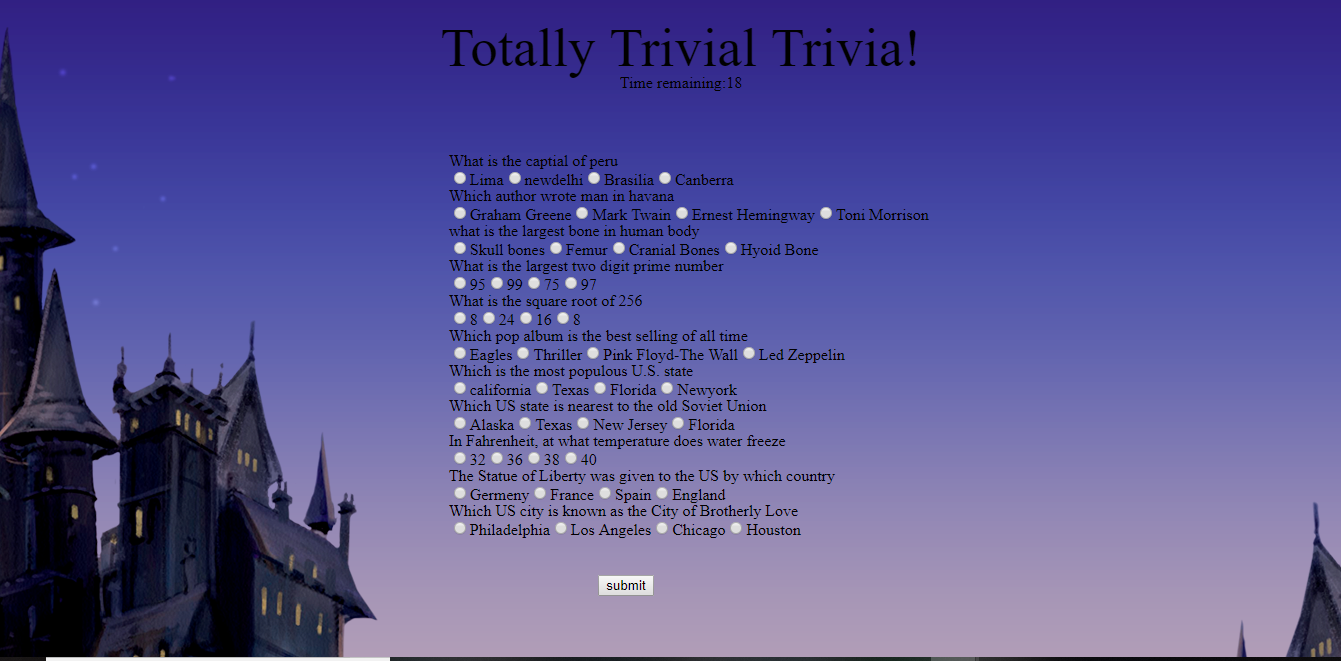 Totally Trivial Trivia!
Time remaining:18
What is the captial of peru
Lima newdelhi Brasilia Canberra
Which author wrote man in havana
Graham Greene Mark Twain Ernest Hemingway Toni Morrison
what is the largest bone in human body
Skull bones Femur Cranial Bones Hyoid Bone
What is the largest two digit prime number
95 99 75 97
What is the square root of 256
8 24 16 8
Which pop album is the best selling of all time
Eagles Thriller Pink Floyd-The Wall Led Zeppelin
Which is the most populous U.S. state
california Texas Florida Newyork
Which US state is nearest to the old Soviet Union
Alaska Texas New Jersey Florida
In Fahrenheit, at what temperature does water freeze
32 36 38 40
The Statue of Liberty was given to the US by which country
Germeny France Spain England
Which US city is known as the City of Brotherly Love
Philadelphia Los Angeles Chicago Houston
submit